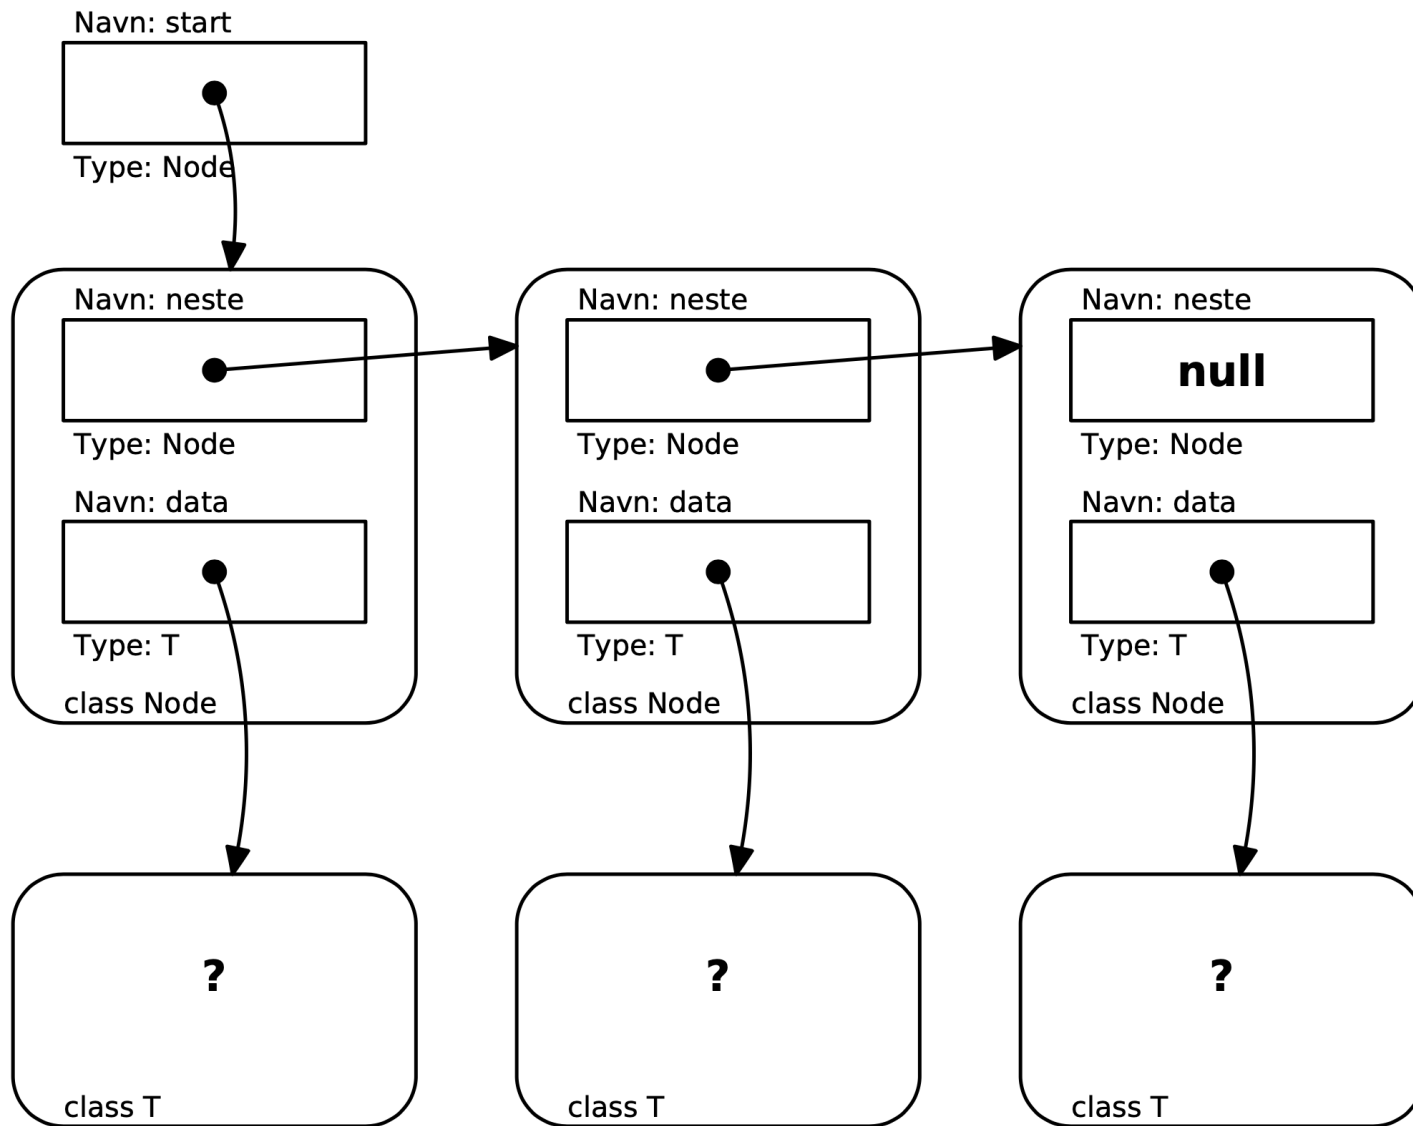 Navn: start
Type: Node
Navn: neste
Type: Node
Navn: data
Type: T
class Node
Navn: neste
Type: Node
Navn: data
Type: T
class Node
Navn: neste
null
Type: Node
Navn: data
Type: T
class Node
?
class T
?
class T
?
class T